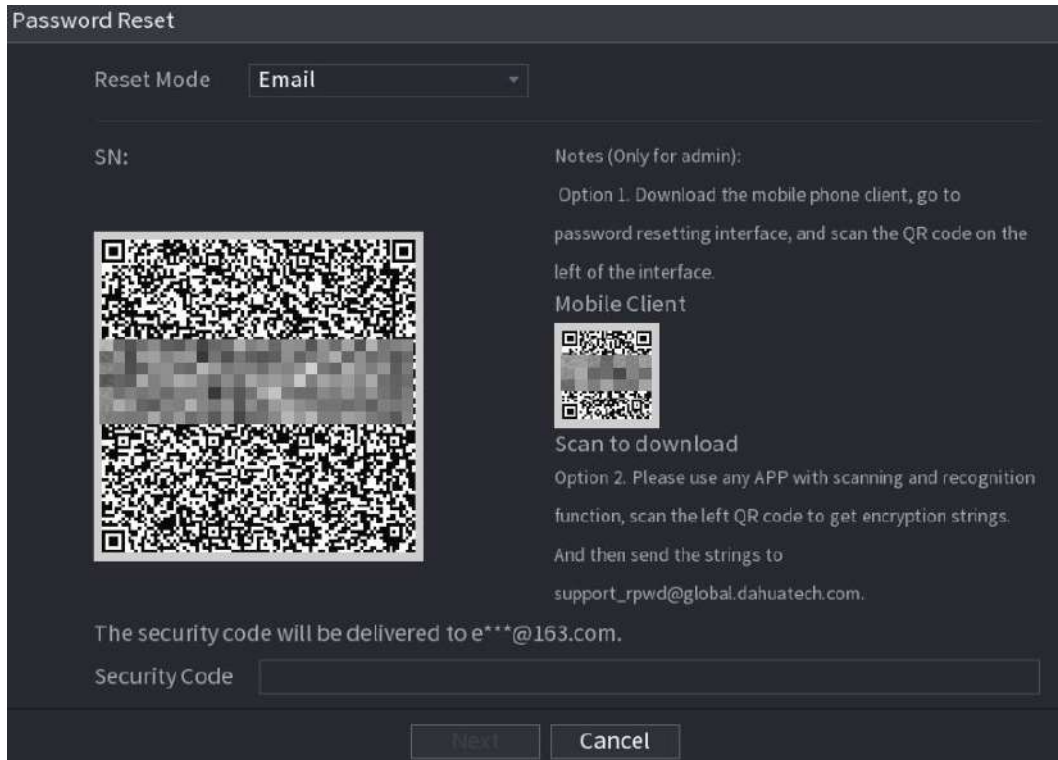 Password Reset
Reset Mode
Email
SN:
Notes (Only for admin):
Option 1. Download the mobile phone client, go to
password resetting interface, and scan the QR code on the
left of the interface.
Mobile Client
Scan to download
Option 2. Please use any APP with scanning and recognition
function, scan the left QR code to get encryption strings.
And then send the strings to
support_rpwd@global.dahuatech.com.
The security code will be delivered to e***@163.com.
Security Code
Next
Cancel